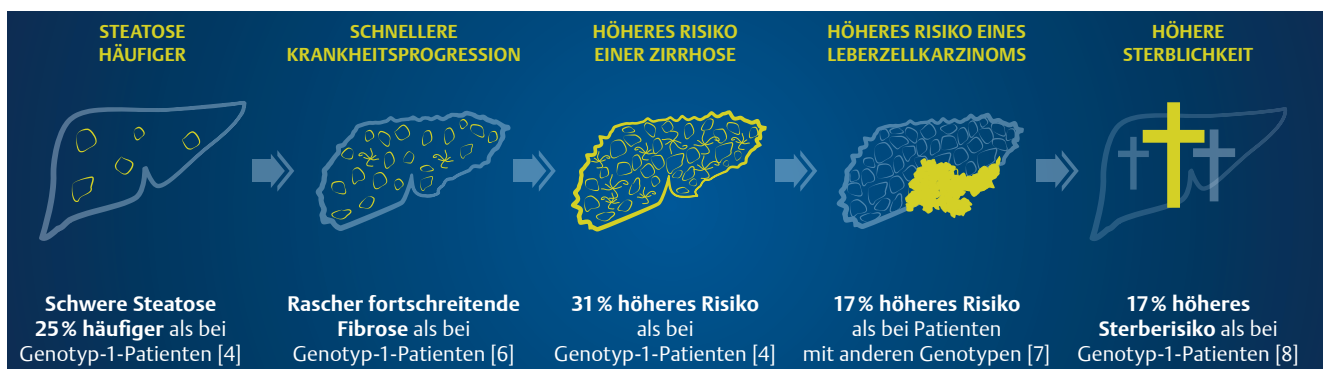 STEATOSE
HÄUFIGER
SCHNELLERE
KRANKHEITSPROGRESSION
HÖHERES RISIKO
EINER ZIRRHOSE
HÖHERES RISIKO EINES
LEBERZELLKARZINOMS
HÖHERE
STERBLICHKEIT
Schwere Steatose
25 % häufiger als bei
Genotyp-1-Patienten [4]
Rascher fortschreitende
Fibrose als bei
Genotyp-1-Patienten [6]
31 % höheres Risiko
als bei
Genotyp-1-Patienten [4]
17 % höheres Risiko
als bei Patienten
mit anderen Genotypen [7]
17 % höheres
Sterberisiko als bei
Genotyp-1-Patienten [8]